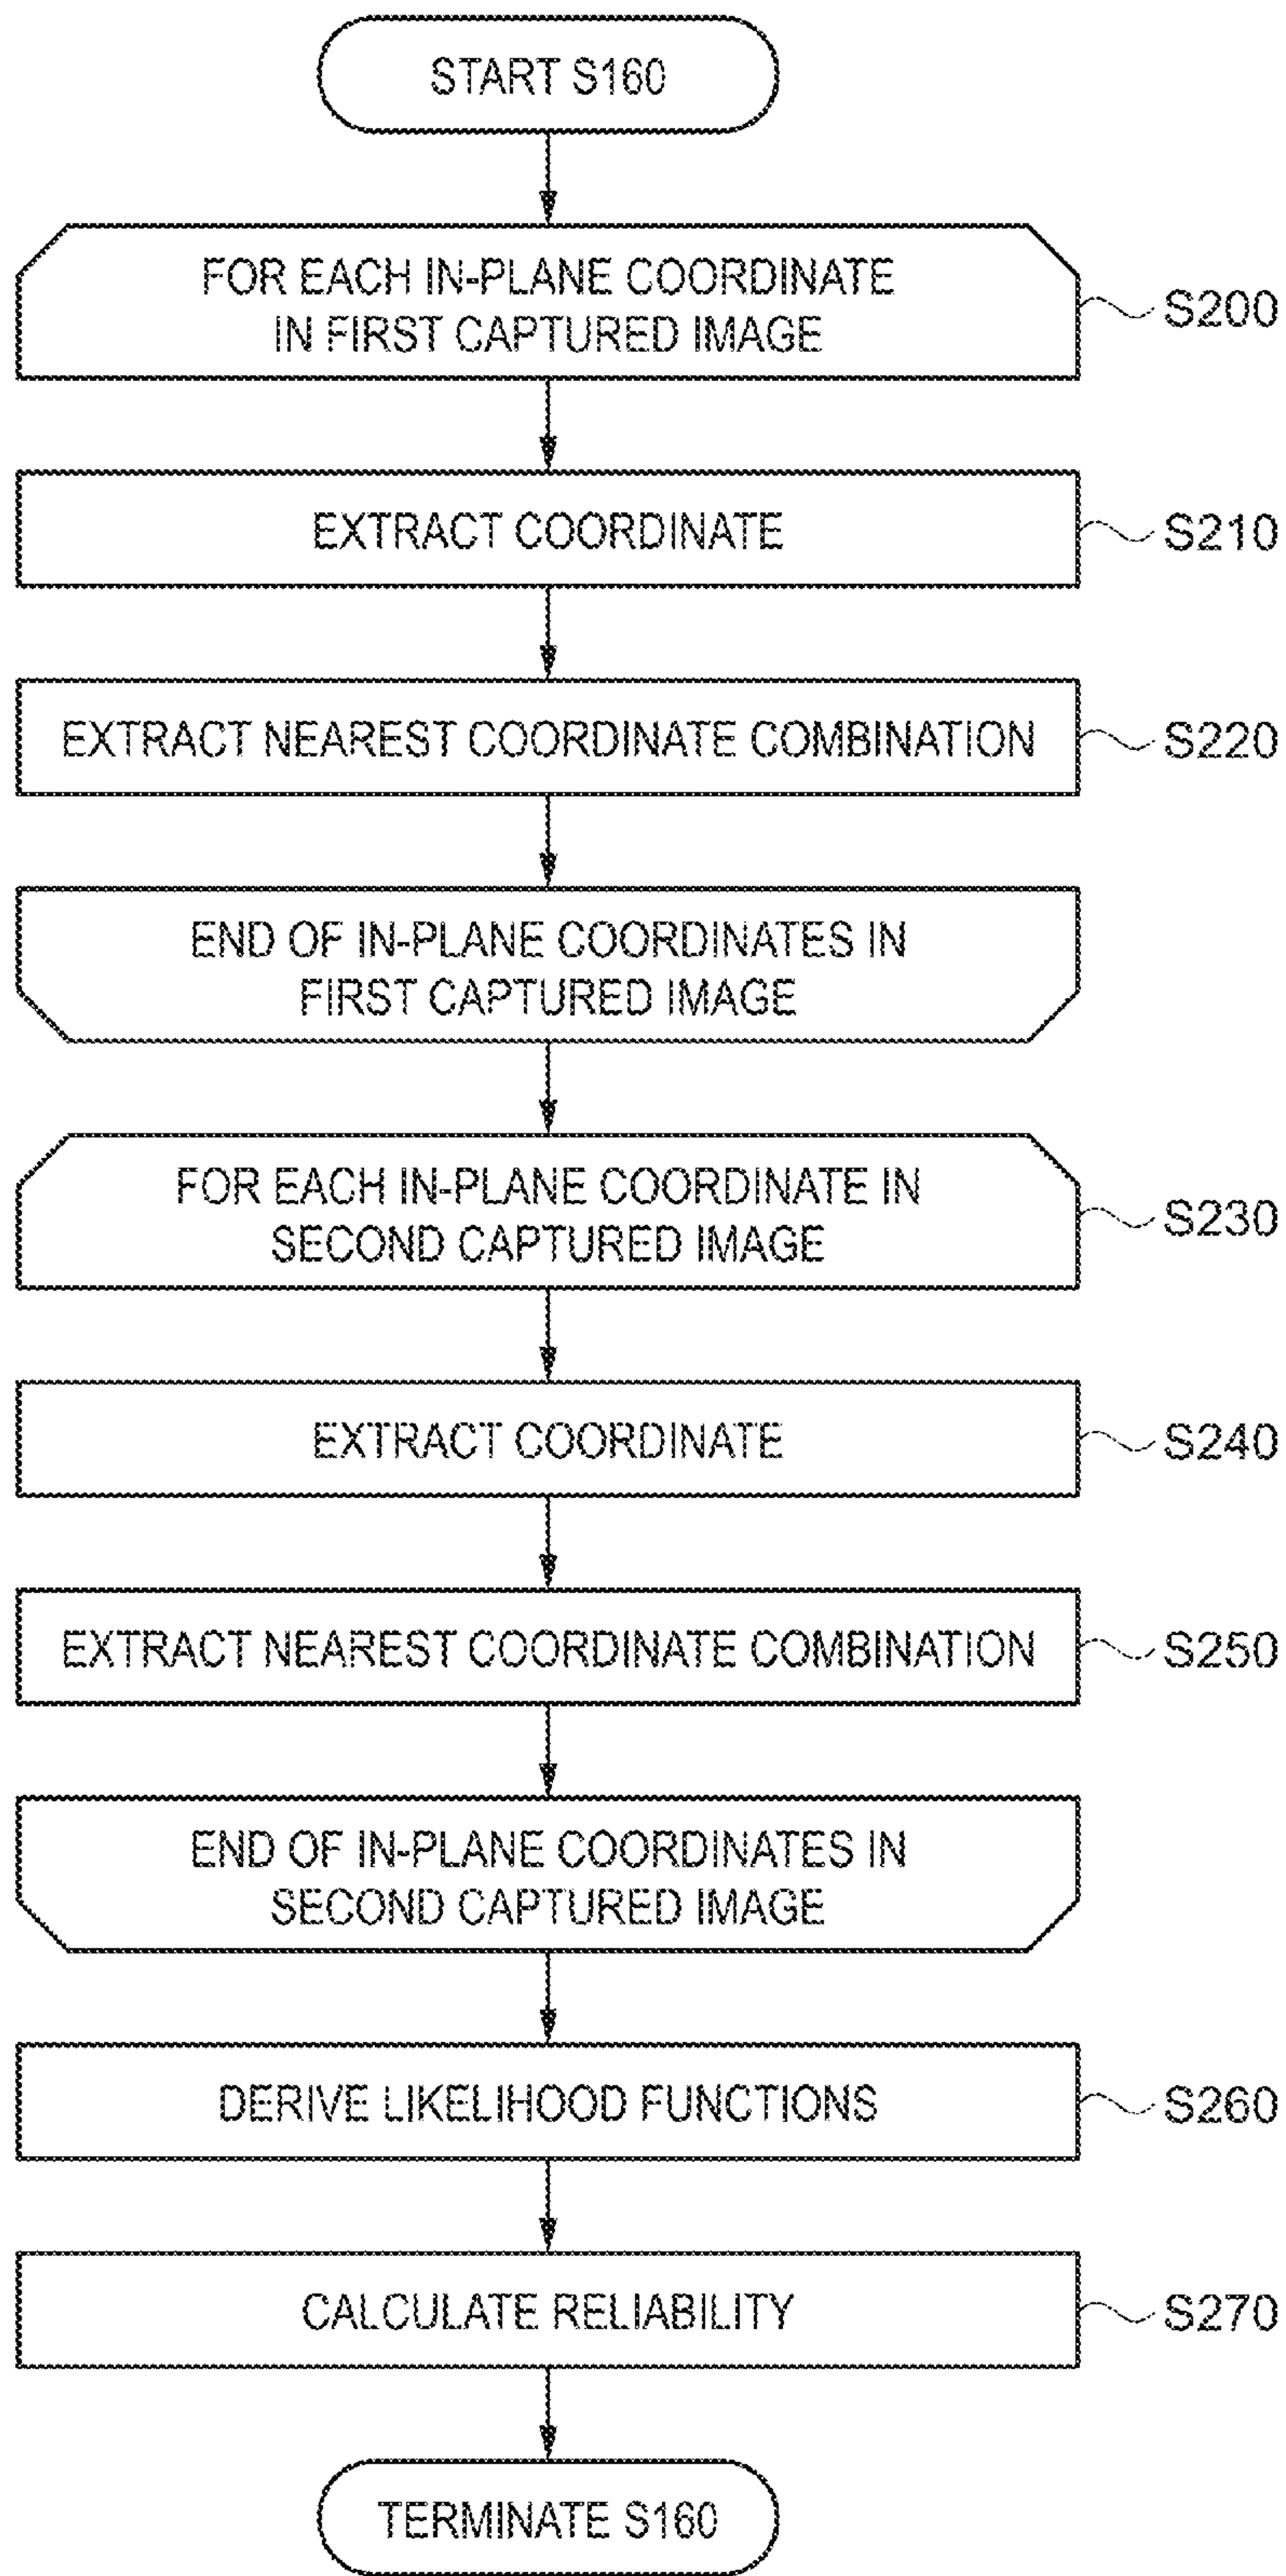 START S160
FOR EACH IN-PLANE COORDINATE
IN FIRST CAPTURED IMAGE
S200
EXTRACT COORDINATE
S210
EXTRACT NEAREST COORDINATE COMBINATION
S220
END OF IN-PLANE COORDINATES IN
FIRST CAPTURED IMAGE
FOR EACH IN-PLANE COORDINATE IN
SECOND CAPTURED IMAGE
S230
EXTRACT COORDINATE
S240
EXTRACT NEAREST COORDINATE COMBINATION
S250
END OF IN-PLANE COORDINATES IN
SECOND CAPTURED IMAGE
DERIVE LIKELIHOOD FUNCTIONS
S260
CALCULATE RELIABILITY
S270
TERMINATE S160